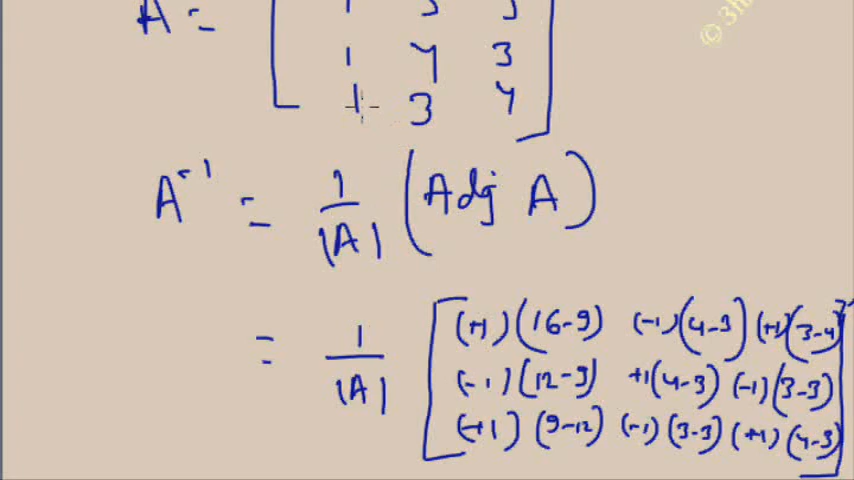 A = [ 1 3 3
1 4 3
1 3 4 ]
A⁻¹ = 1/|A| (Adj A)
= 1/|A| [ (+1)(16-9) (-1)(4-3) (+1)(3-4)
(-1)(12-9) +1(4-3) (-1)(3-3)
(+1)(9-12) (-1)(3-3) (+1)(4-3) ]